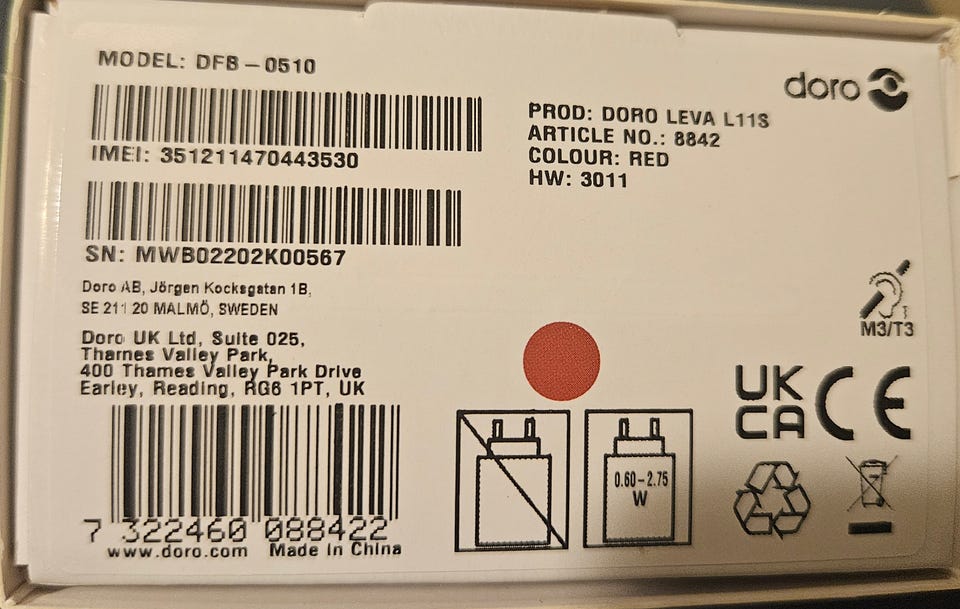 MODEL: DFB-0510
IMEI: 351211470443530
SN: MWB02202K00567
Doro AB, Jörgen Kocksgatan 1B,
SE 211 20 MALMÖ, SWEDEN
Doro UK Ltd, Suite 025,
Thames Valley Park,
400 Thames Valley Park Drive
Earley, Reading, RG6 1PT, UK
7 322460 088422
www.doro.com Made in China
doro
PROD: DORO LEVA L11S
ARTICLE NO.: 8842
COLOUR: RED
HW: 3011
M3/T3
UK
CA
CE
0.60-2.75
W